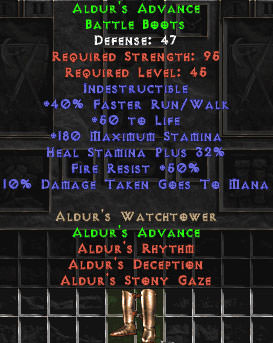 Aldur's Advance
Battle Boots
Defense: 47
Required Strength: 95
Required Level: 45
Indestructible
+40% Faster Run/Walk
+50 to Life
+180 Maximum Stamina
Heal Stamina Plus 32%
Fire Resist +50%
10% Damage Taken Goes To Mana
Aldur's Watchtower
Aldur's Advance
Aldur's Rhythm
Aldur's Deception
Aldur's Stony Gaze